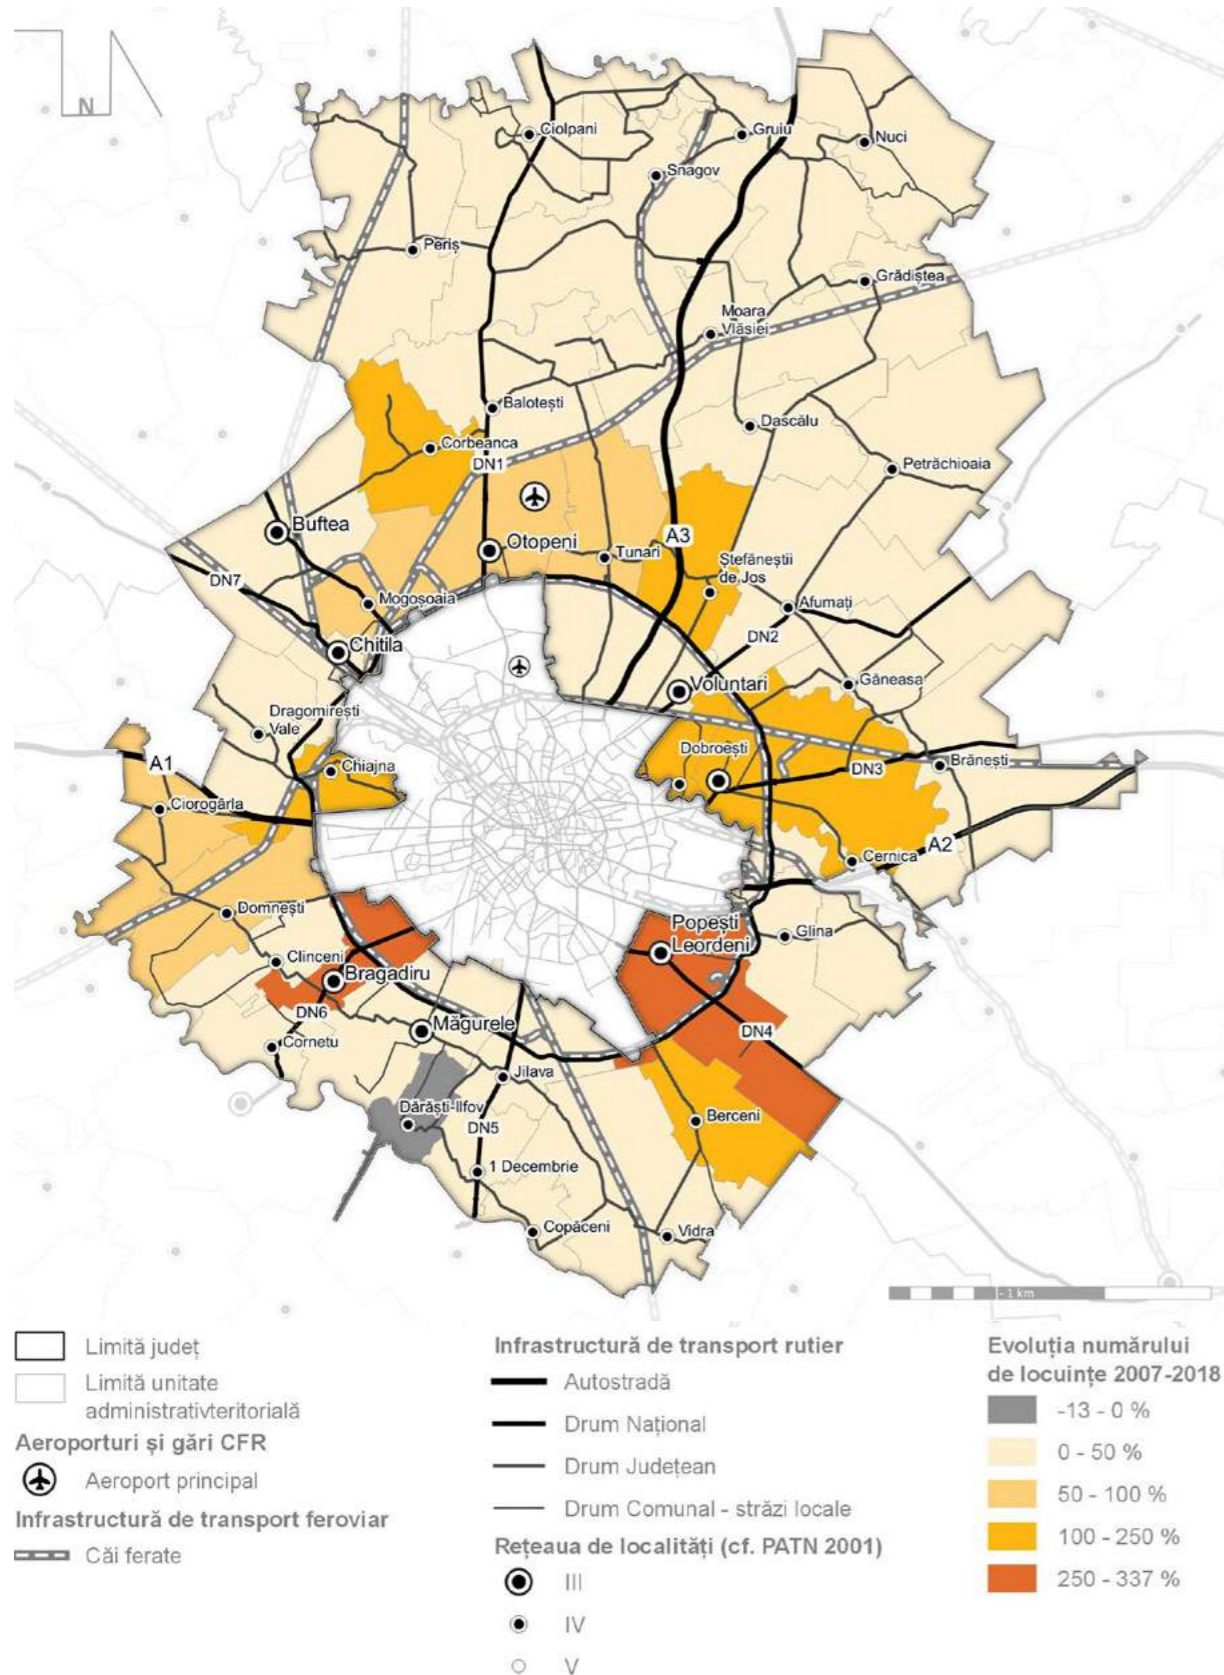 N
Ciolpani
Gruiu
Nuci
Snagov
Periș
Grădiștea
Moara
Vlăsiei
Balotești
Dascălu
Corbeanca
DN1
Petrăchioaia
Buftea
Otopeni
A3
Tunari
Ștefăneștii
de Jos
DN7
Mogoșoaia
Afumați
DN2
Chitila
Voluntari
Găneasa
Dragomirești
Vale
Dobroești
A1
Chiajna
DN3
Brănești
Ciorogârla
A2
Cernica
Domnești
Popești
Leordeni
Glina
Clinceni
Bragadiru
DN6
Măgurele
DN4
Cornetu
Jilava
Dărăști-Ilfov
Berceni
DN5
1 Decembrie
Copăceni
Vidra
- 1 km
Limită județ
Limită unitate
administrativteritorială
Aeroporturi și gări CFR
Aeroport principal
Infrastructură de transport feroviar
Căi ferate
Infrastructură de transport rutier
Autostradă
Drum Național
Drum Județean
Drum Comunal - străzi locale
Rețeaua de localități (cf. PATN 2001)
III
IV
V
Evoluția numărului
de locuințe 2007-2018
-13 - 0 %
0 - 50 %
50 - 100 %
100 - 250 %
250 - 337 %